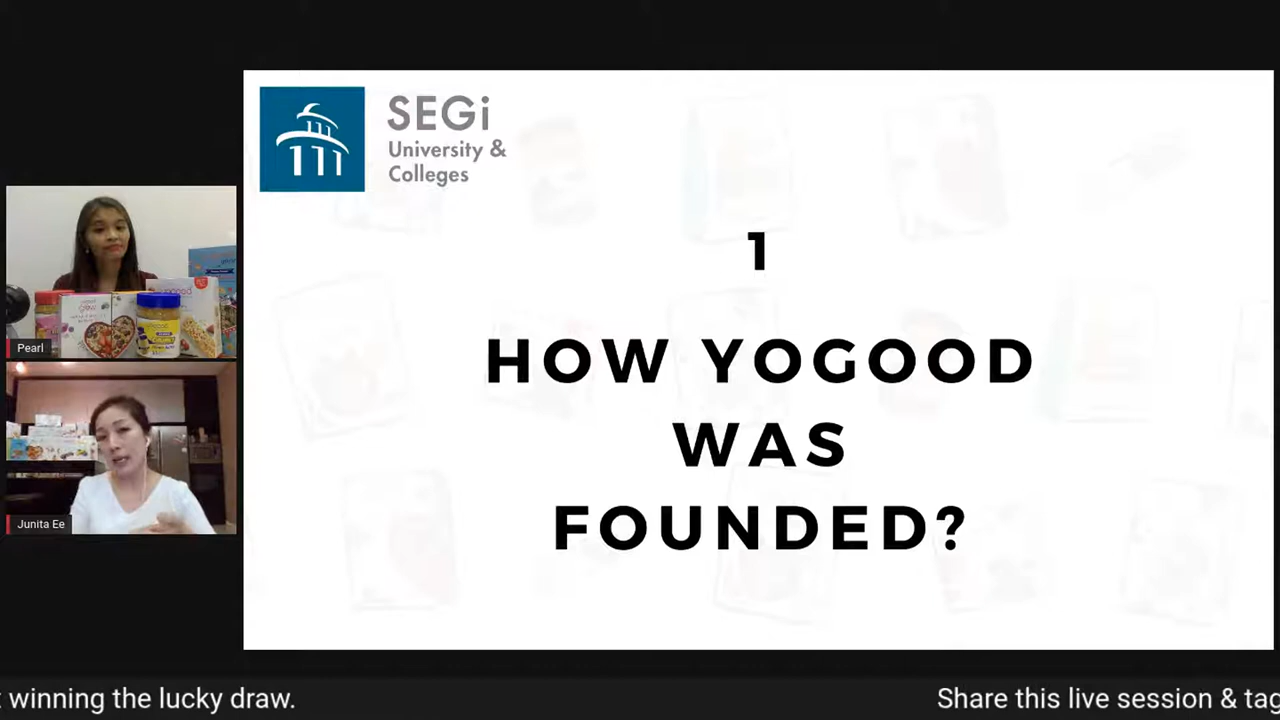 SEGi
University &
Colleges
1
HOW YOGOOD
WAS
FOUNDED?
Pearl
Junita Ee
winning the lucky draw.
Share this live session & tag